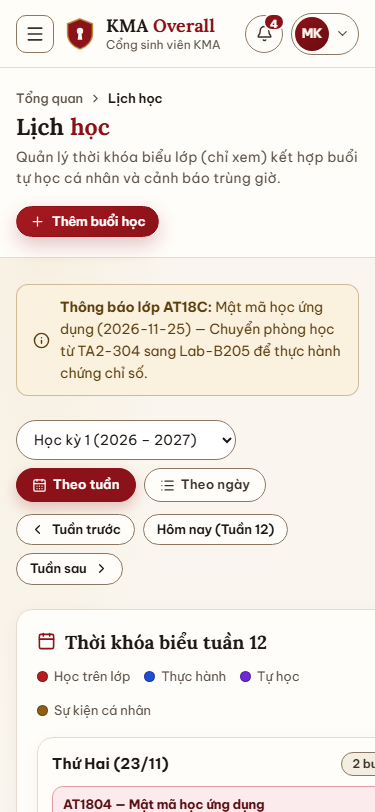 KMA Overall
Cổng sinh viên KMA
4
MK
Tổng quan > Lịch học
Lịch học
Quản lý thời khóa biểu lớp (chỉ xem) kết hợp buổi
tự học cá nhân và cảnh báo trùng giờ.
+ Thêm buổi học
Thông báo lớp AT18C: Mật mã học ứng
dụng (2026-11-25) — Chuyển phòng học
từ TA2-304 sang Lab-B205 để thực hành
chứng chỉ số.
Học kỳ 1 (2026 – 2027)
Theo tuần
Theo ngày
Tuần trước
Hôm nay (Tuần 12)
Tuần sau
Thời khóa biểu tuần 12
Học trên lớp
Thực hành
Tự học
Sự kiện cá nhân
Thứ Hai (23/11)
2 bu
AT1804 — Mật mã học ứng dụng